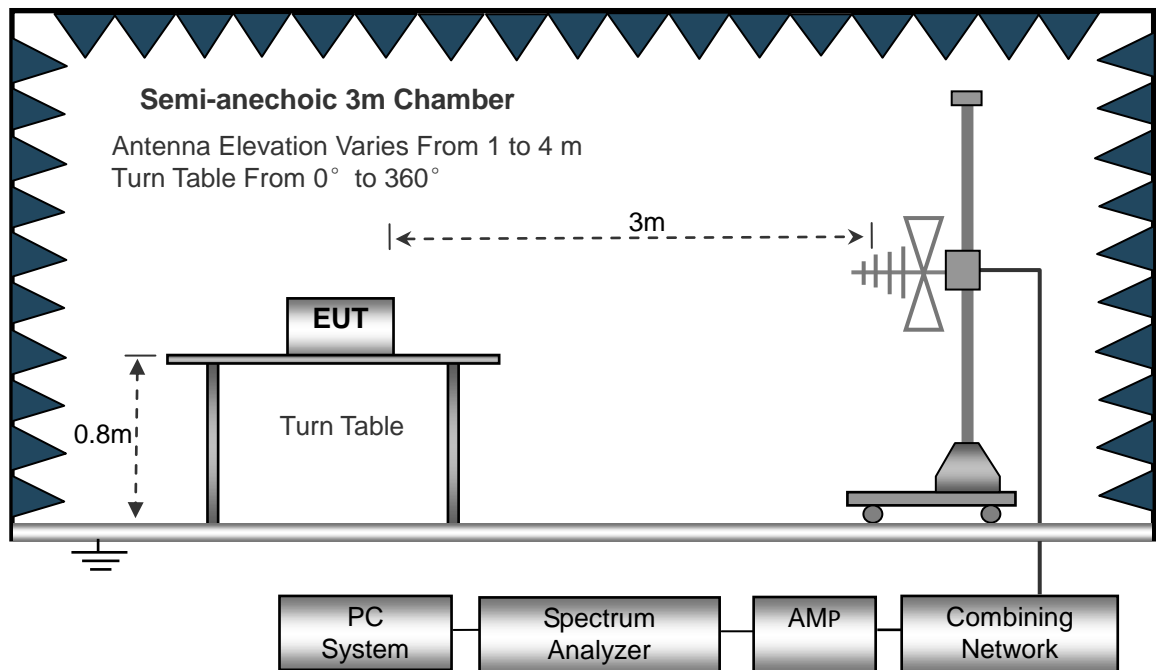 Semi-anechoic 3m Chamber
Antenna Elevation Varies From 1 to 4 m
Turn Table From 0° to 360°
3m
EUT
0.8m
Turn Table
PC
System
Spectrum
Analyzer
AMP
Combining
Network